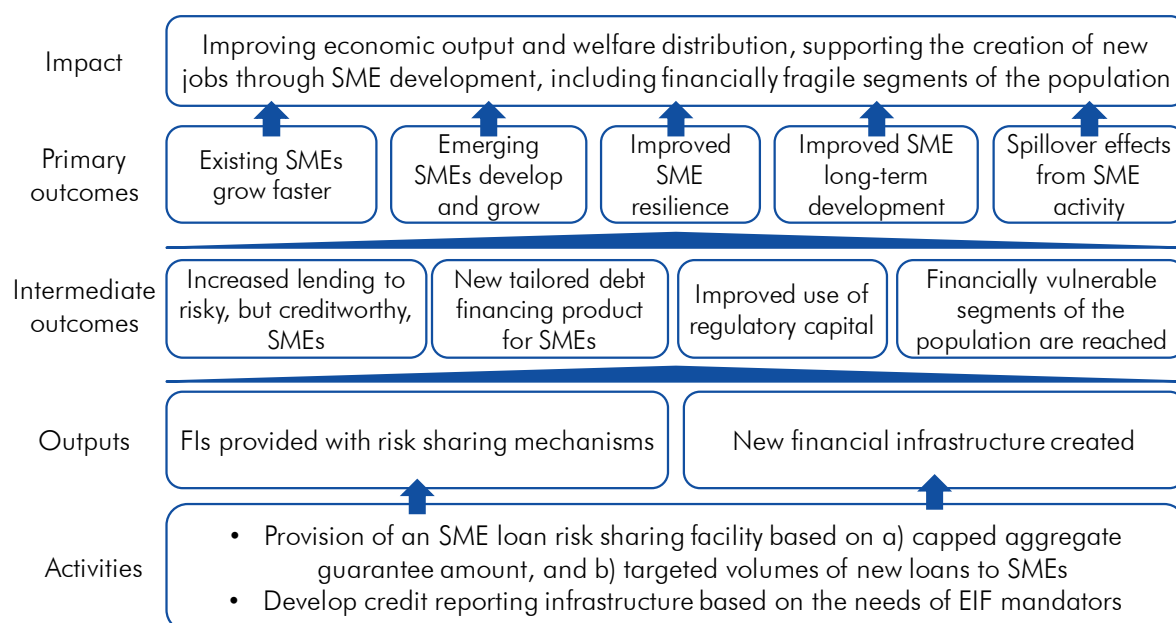 Impact
Improving economic output and welfare distribution, supporting the creation of new
jobs through SME development, including financially fragile segments of the population
Primary
outcomes
Existing SMEs
grow faster
Emerging
SMEs develop
and grow
Improved
SME
resilience
Improved SME
long-term
development
Spillover effects
from SME
activity
Intermediate
outcomes
Increased lending to
risky, but creditworthy,
SMEs
New tailored debt
financing product
for SMEs
Improved use of
regulatory capital
Financially vulnerable
segments of the
population are reached
Outputs
FIs provided with risk sharing mechanisms
New financial infrastructure created
Activities
• Provision of an SME loan risk sharing facility based on a) capped aggregate
guarantee amount, and b) targeted volumes of new loans to SMEs
• Develop credit reporting infrastructure based on the needs of EIF mandators